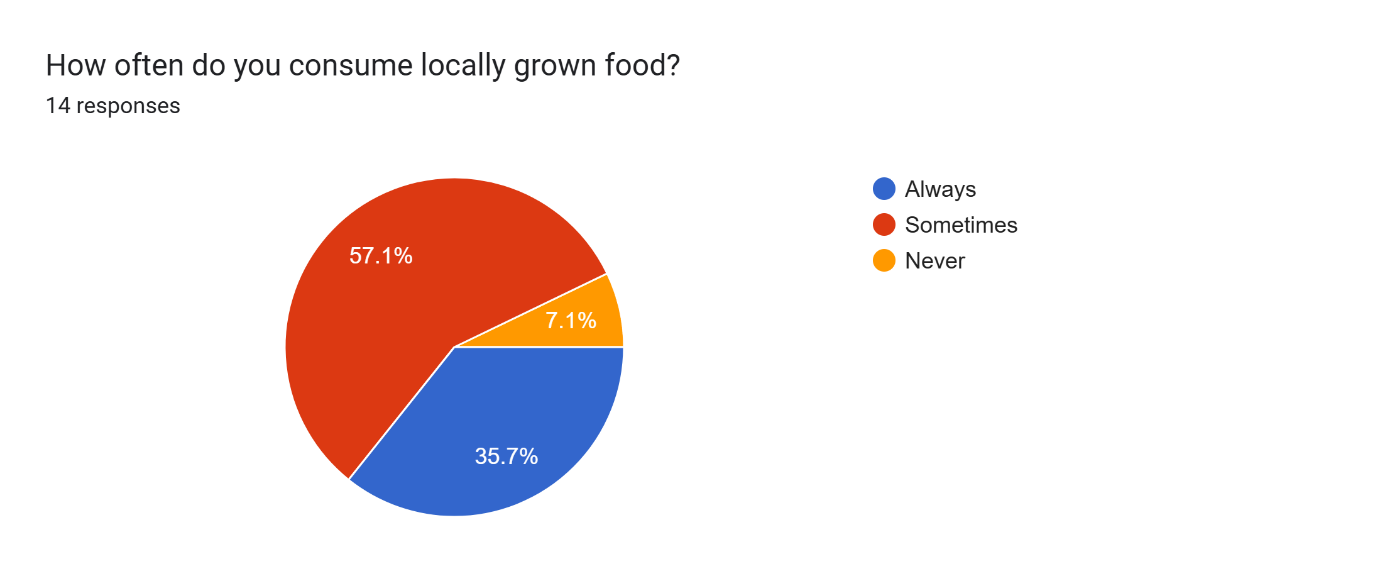 How often do you consume locally grown food?
14 responses
57.1%
7.1%
35.7%
Always
Sometimes
Never